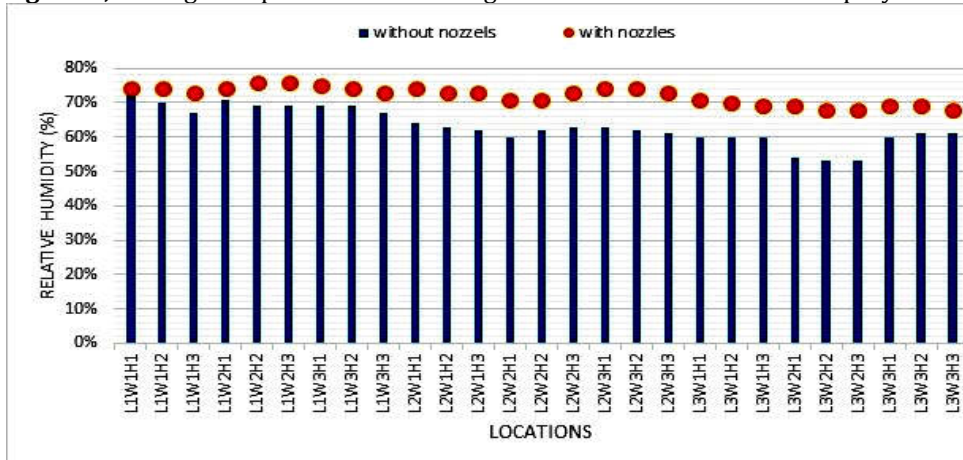 without nozzels with nozzles
80%
70%
60%
50%
40%
30%
20%
10%
0%
RELATIVE HUMIDITY (%)
L1W1H1
L1W1H2
L1W1H3
L1W2H1
L1W2H2
L1W2H3
L1W3H1
L1W3H2
L1W3H3
L2W1H1
L2W1H2
L2W1H3
L2W2H1
L2W2H2
L2W2H3
L2W3H1
L2W3H2
L2W3H3
L3W1H1
L3W1H2
L3W1H3
L3W2H1
L3W2H2
L3W2H3
L3W3H1
L3W3H2
L3W3H3
LOCATIONS